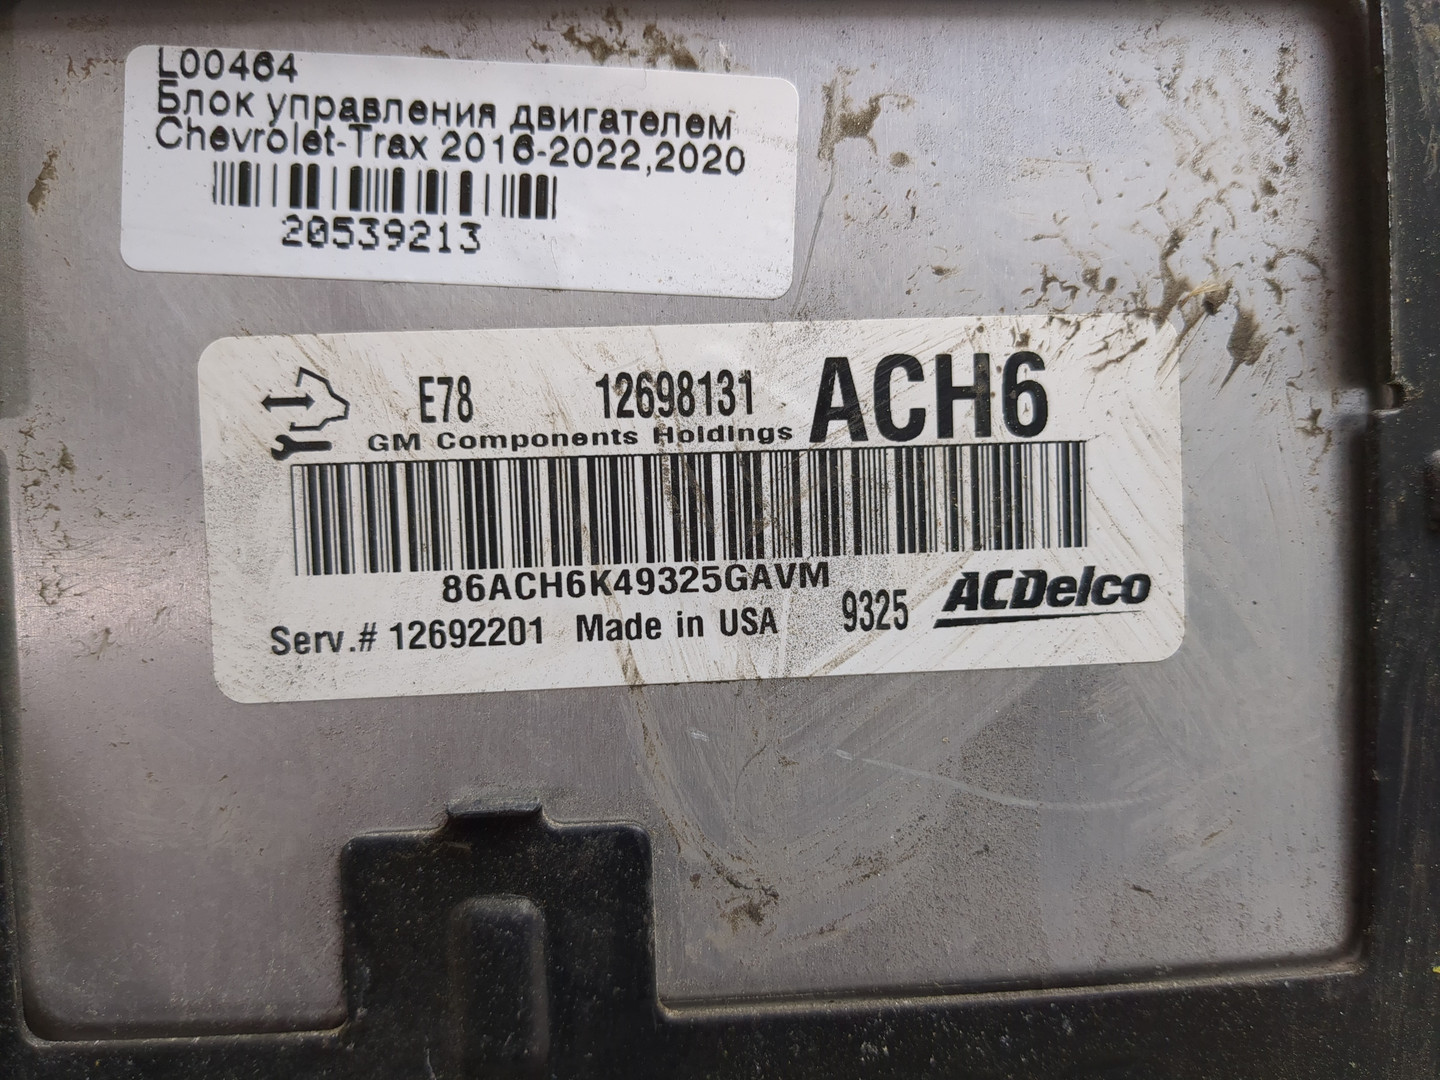 L00464
Блок управления двигателем
Chevrolet-Trax 2016-2022,2020
20539213
E78 12698131 ACH6
GM Components Holdings
86ACH6K49325GAVM
Serv.# 12692201 Made in USA 9325 ACDelco